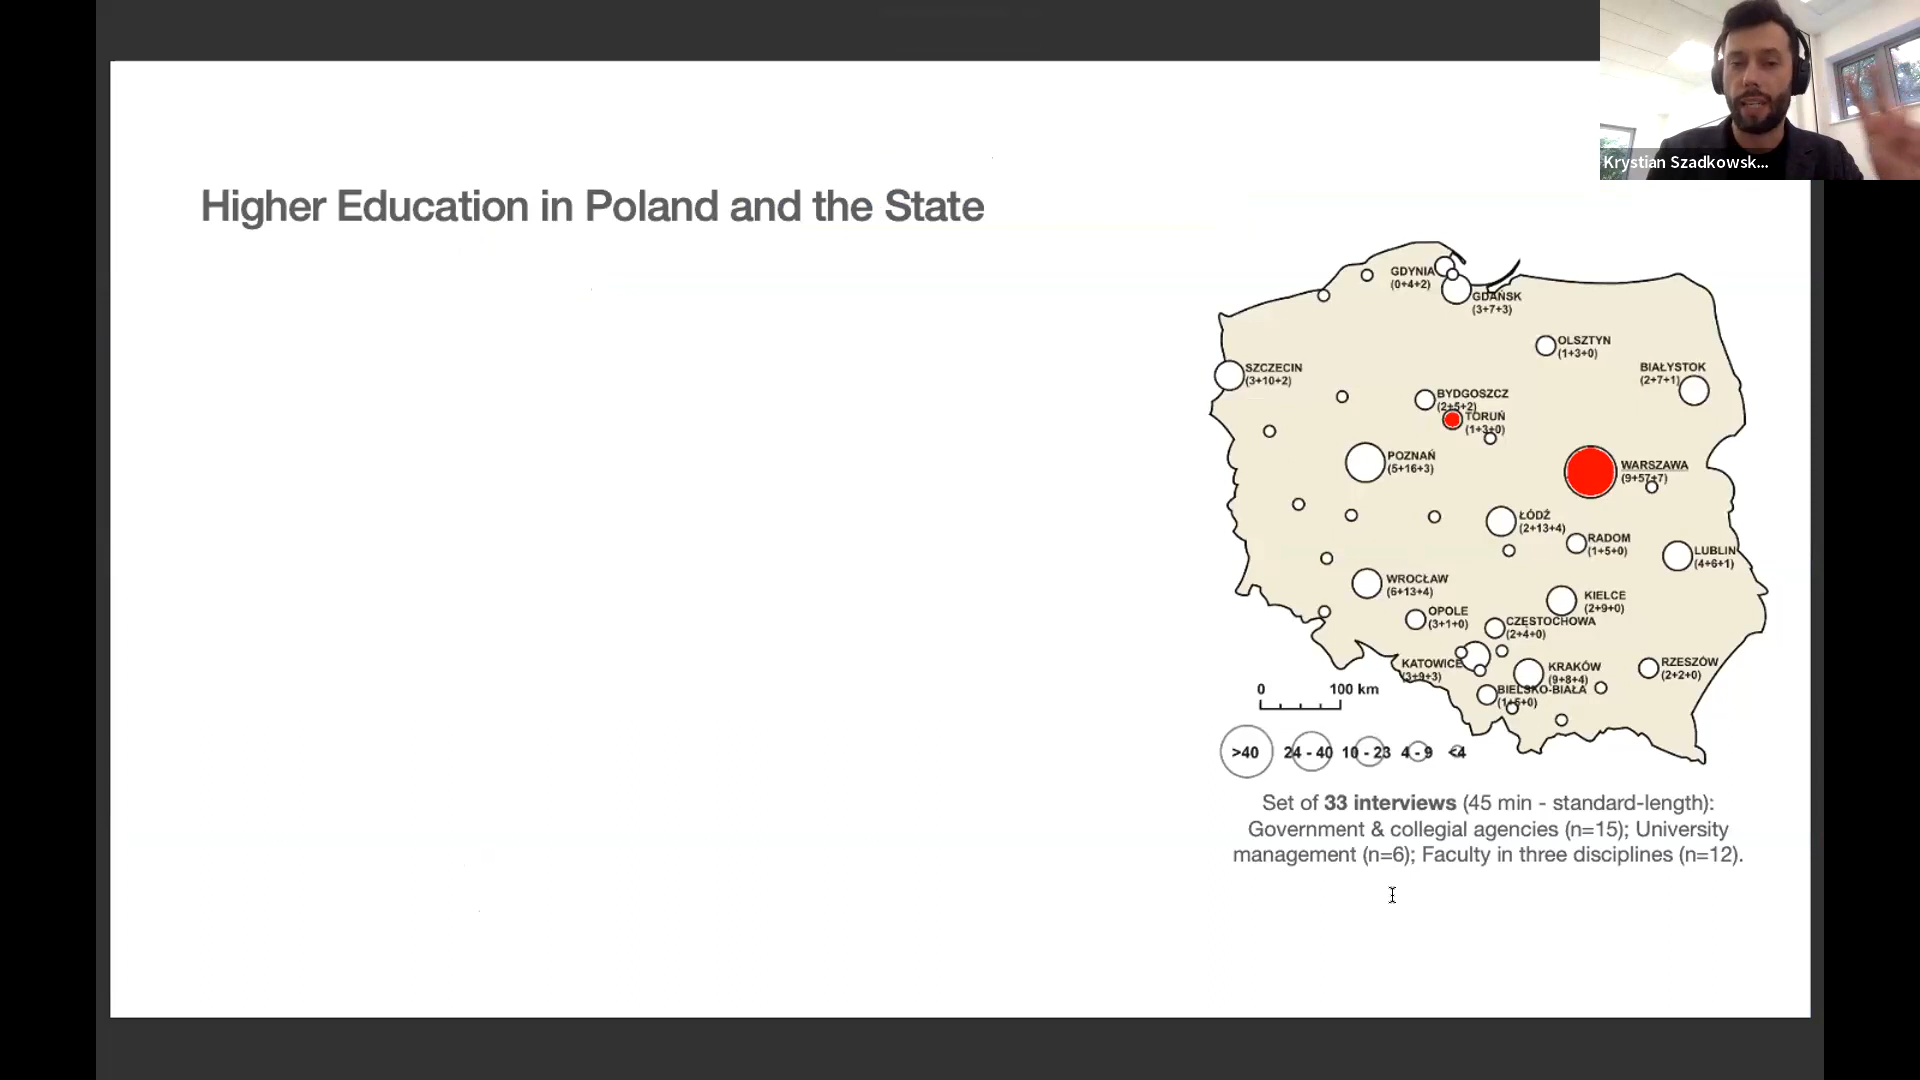 Krystian Szadkowsk...
Higher Education in Poland and the State
GDYNIA
(0+4+2)
GDAŃSK
(3+7+3)
OLSZTYN
(1+3+0)
SZCZECIN
(3+10+2)
BIAŁYSTOK
(2+7+1)
BYDGOSZCZ
(2+5+2)
TORUŃ
(1+3+0)
POZNAŃ
(5+16+3)
WARSZAWA
(9+57+7)
ŁÓDŹ
(2+13+4)
RADOM
(1+5+0)
LUBLIN
(4+6+1)
WROCŁAW
(6+13+4)
KIELCE
(2+9+0)
OPOLE
(3+1+0)
CZĘSTOCHOWA
(2+4+0)
KATOWICE
(3+9+3)
KRAKÓW
(9+8+4)
RZESZÓW
(2+2+0)
BIELSKO-BIAŁA
(1+5+0)
0 100 km
>40 24 - 40 10 - 23 4 - 9 <4
Set of 33 interviews (45 min - standard-length):
Government & collegial agencies (n=15); University
management (n=6); Faculty in three disciplines (n=12).